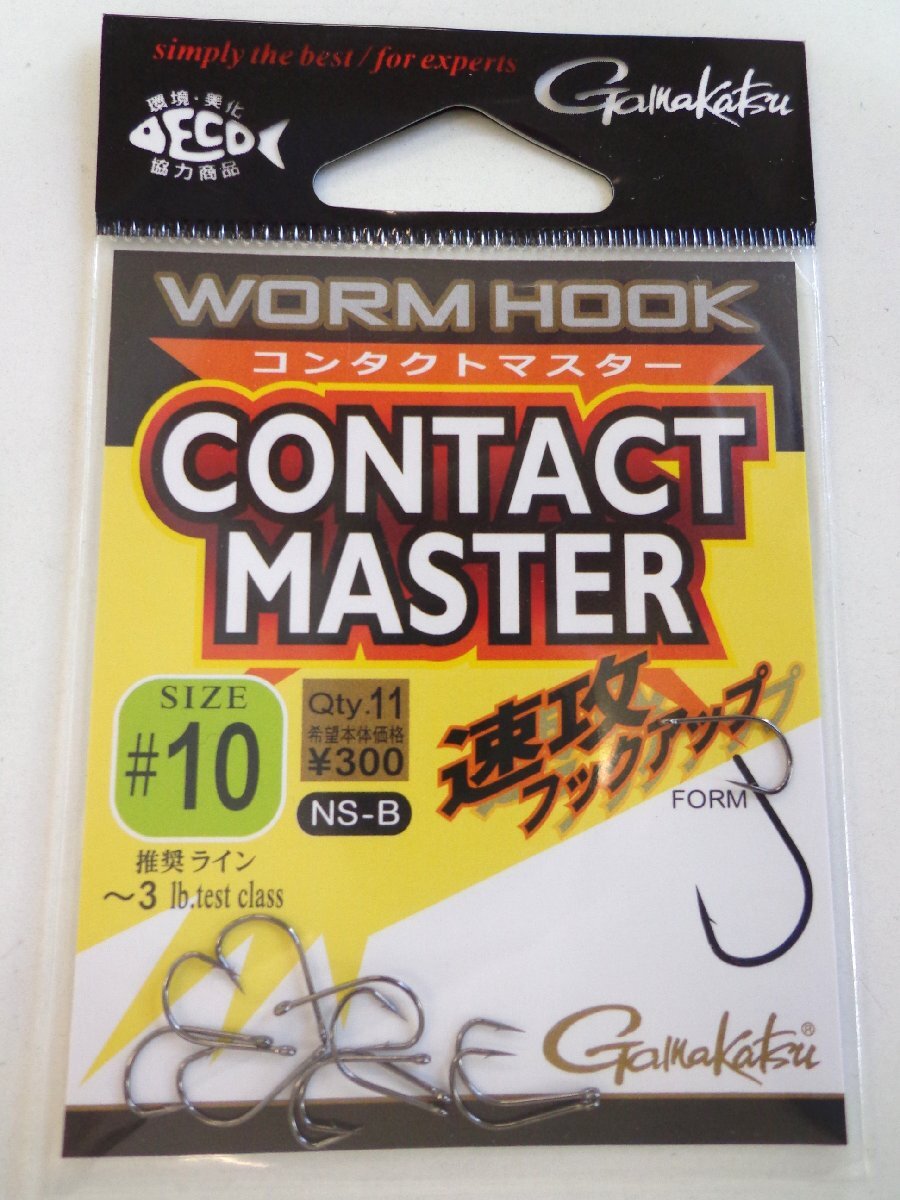 simply the best / for experts
Gamakatsu
環境・美化
DECO
協力商品
WORM HOOK
コンタクトマスター
CONTACT
MASTER
SIZE
#10
Qty.11
希望本体価格
¥300
NS-B
速攻
フックアップ
FORM
推奨ライン
～3 lb.test class
Gamakatsu®